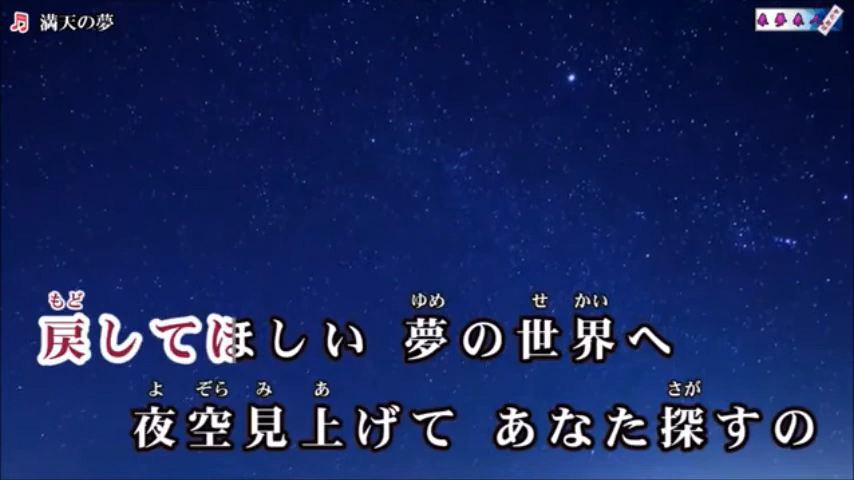 満天の夢
もど ゆめ せ かい
戻してほしい 夢の世界へ
よ ぞら み あ さが
夜空見上げて あなた探すの